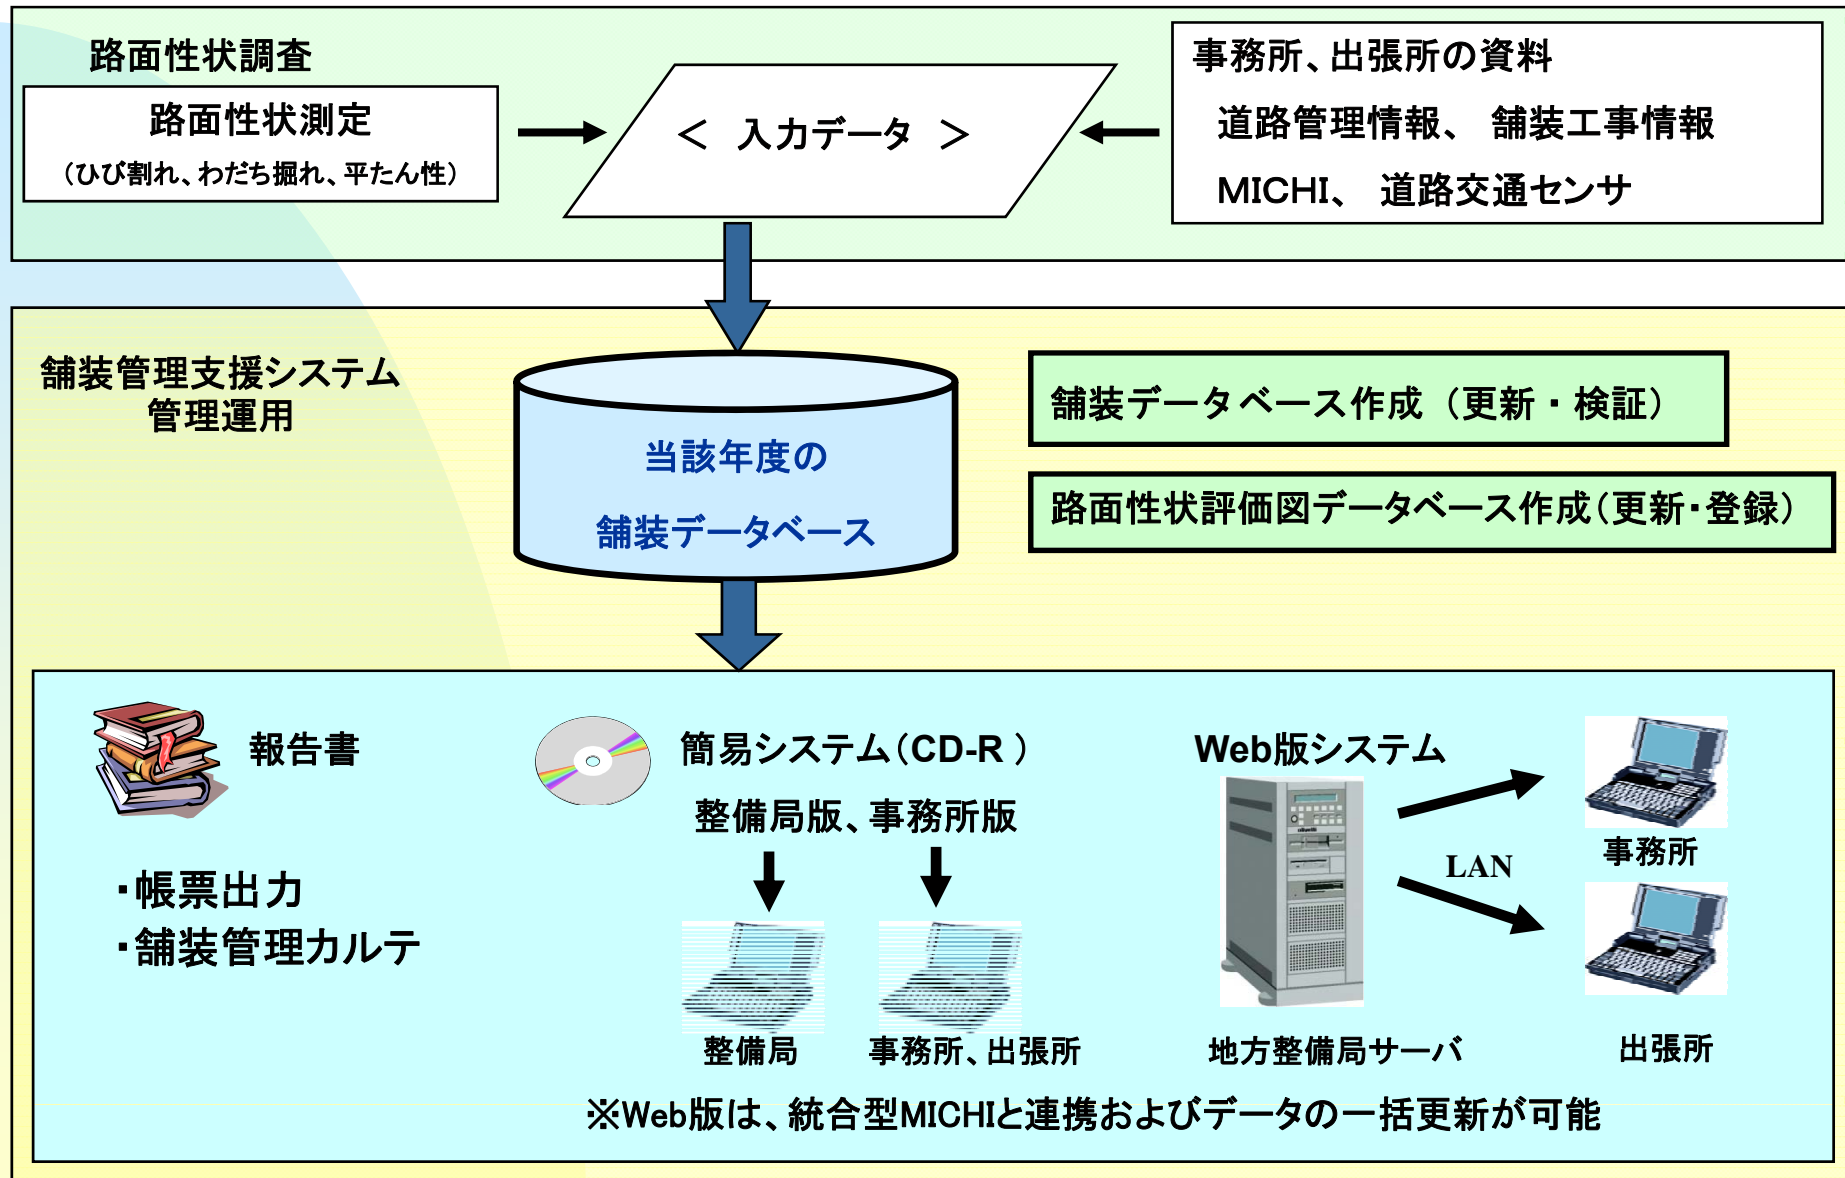 路面性状調査
路面性状測定
（ひび割れ、わだち掘れ、平たん性）
＜　入力データ　＞
事務所、出張所の資料
道路管理情報、 舗装工事情報
MICHI、 道路交通センサ
舗装管理支援システム
管理運用
当該年度の
舗装データベース
舗装データベース作成（更新・検証）
路面性状評価図データベース作成（更新・登録）
報告書
・帳票出力
・舗装管理カルテ
簡易システム（CD-R ）
整備局版、事務所版
整備局
事務所、出張所
Web版システム
LAN
地方整備局サーバ
事務所
出張所
※Web版は、統合型MICHIと連携およびデータの一括更新が可能